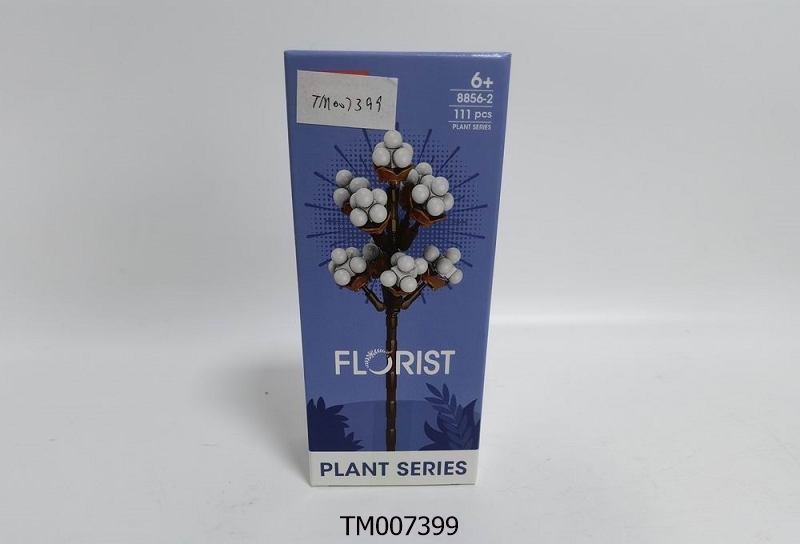 TM007399
6+
8856-2
111 pcs
PLANT SERIES
FLORIST
PLANT SERIES
TM007399